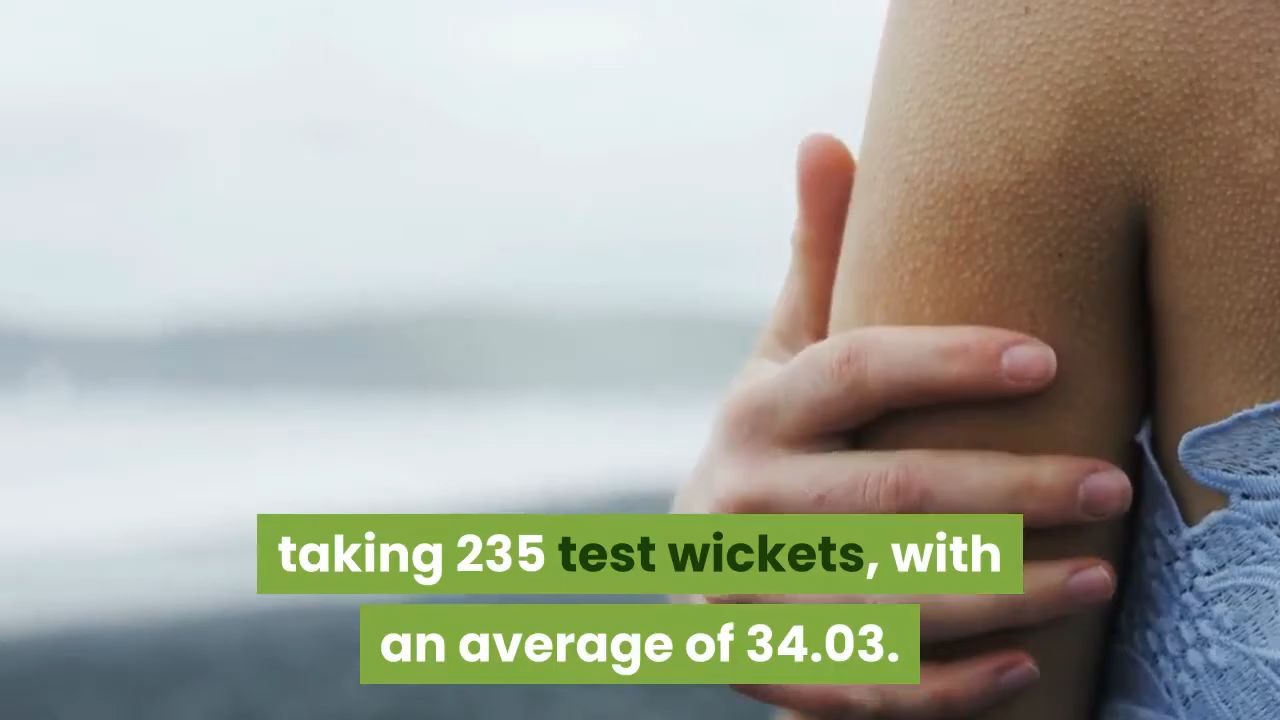 taking 235 test wickets, with
an average of 34.03.